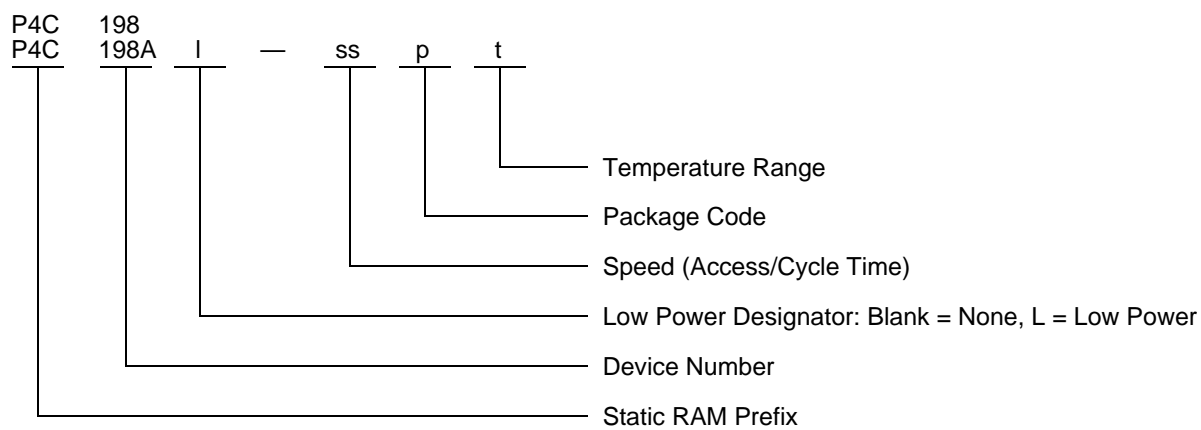 P4C 198
P4C 198A l — ss p t
Temperature Range
Package Code
Speed (Access/Cycle Time)
Low Power Designator: Blank = None, L = Low Power
Device Number
Static RAM Prefix